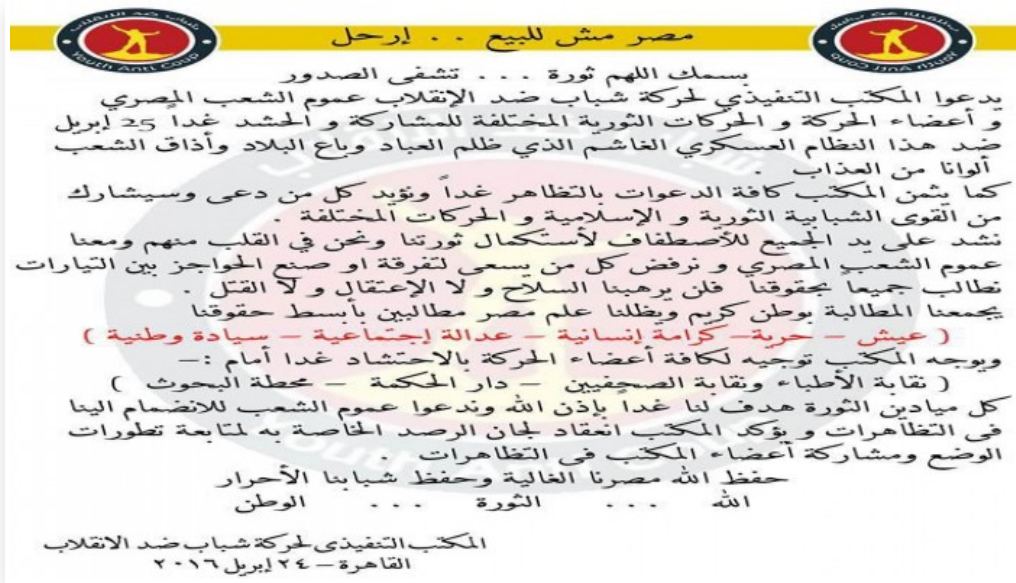 شباب ضد الإنقلاب
Youth Anti Coup
مصر مش للبيع . . إرحل
بسمك اللهم ثورة . . . تشفى الصدور
يدعوا المكتب التنفيذي لحركة شباب ضد الإنقلاب عموم الشعب المصري
و أعضاء الحركة و الحركات الثورية المختلفة للمشاركة و الحشد غداً 25 إبريل
ضد هذا النظام العسكري الغاشم الذي ظلم العباد وباع البلاد وأذاق الشعب
ألوانا من العذاب .
كما يثمن المكتب كافة الدعوات بالتظاهر غداً ونؤيد كل من دعى وسيشارك
من القوى الشبابية الثورية و الإسلامية و الحركات المختلفة .
نشد على يد الجميع للأصطفاف لأستكمال ثورتنا ونحن في القلب منهم ومعنا
عموم الشعب المصري و نرفض كل من يسعى لتفرقة او صنع الحواجز بين التيارات
نطالب جميعاً بحقوقنا فلن يرهبنا السلاح و لا الإعتقال و لا القتل .
يجمعنا المطالبة بوطن كريم ويظلنا علم مصر مطالبين بأبسط حقوقنا
( عيش – حرية– كرامة إنسانية – عدالة إجتماعية – سيادة وطنية )
ويوجه المكتب توجيه لكافة أعضاء الحركة بالاحتشاد غدا أمام :–
( نقابة الأطباء ونقابة الصحفيين – دار الحكمة – محطة البحوث )
كل ميادين الثورة هدف لنا غداً بإذن الله وندعوا عموم الشعب للانضمام الينا
فى التظاهرات و يؤكد المكتب انعقاد لجان الرصد الخاصة به لمتابعة تطورات
الوضع ومشاركة أعضاء المكتب فى التظاهرات .
حفظ الله مصرنا الغالية وحفظ شبابنا الأحرار
الله . . . . الثورة . . . . الوطن
المكتب التنفيذى لحركة شباب ضد الانقلاب
القاهرة – ٢٤ إبريل ٢٠١٦